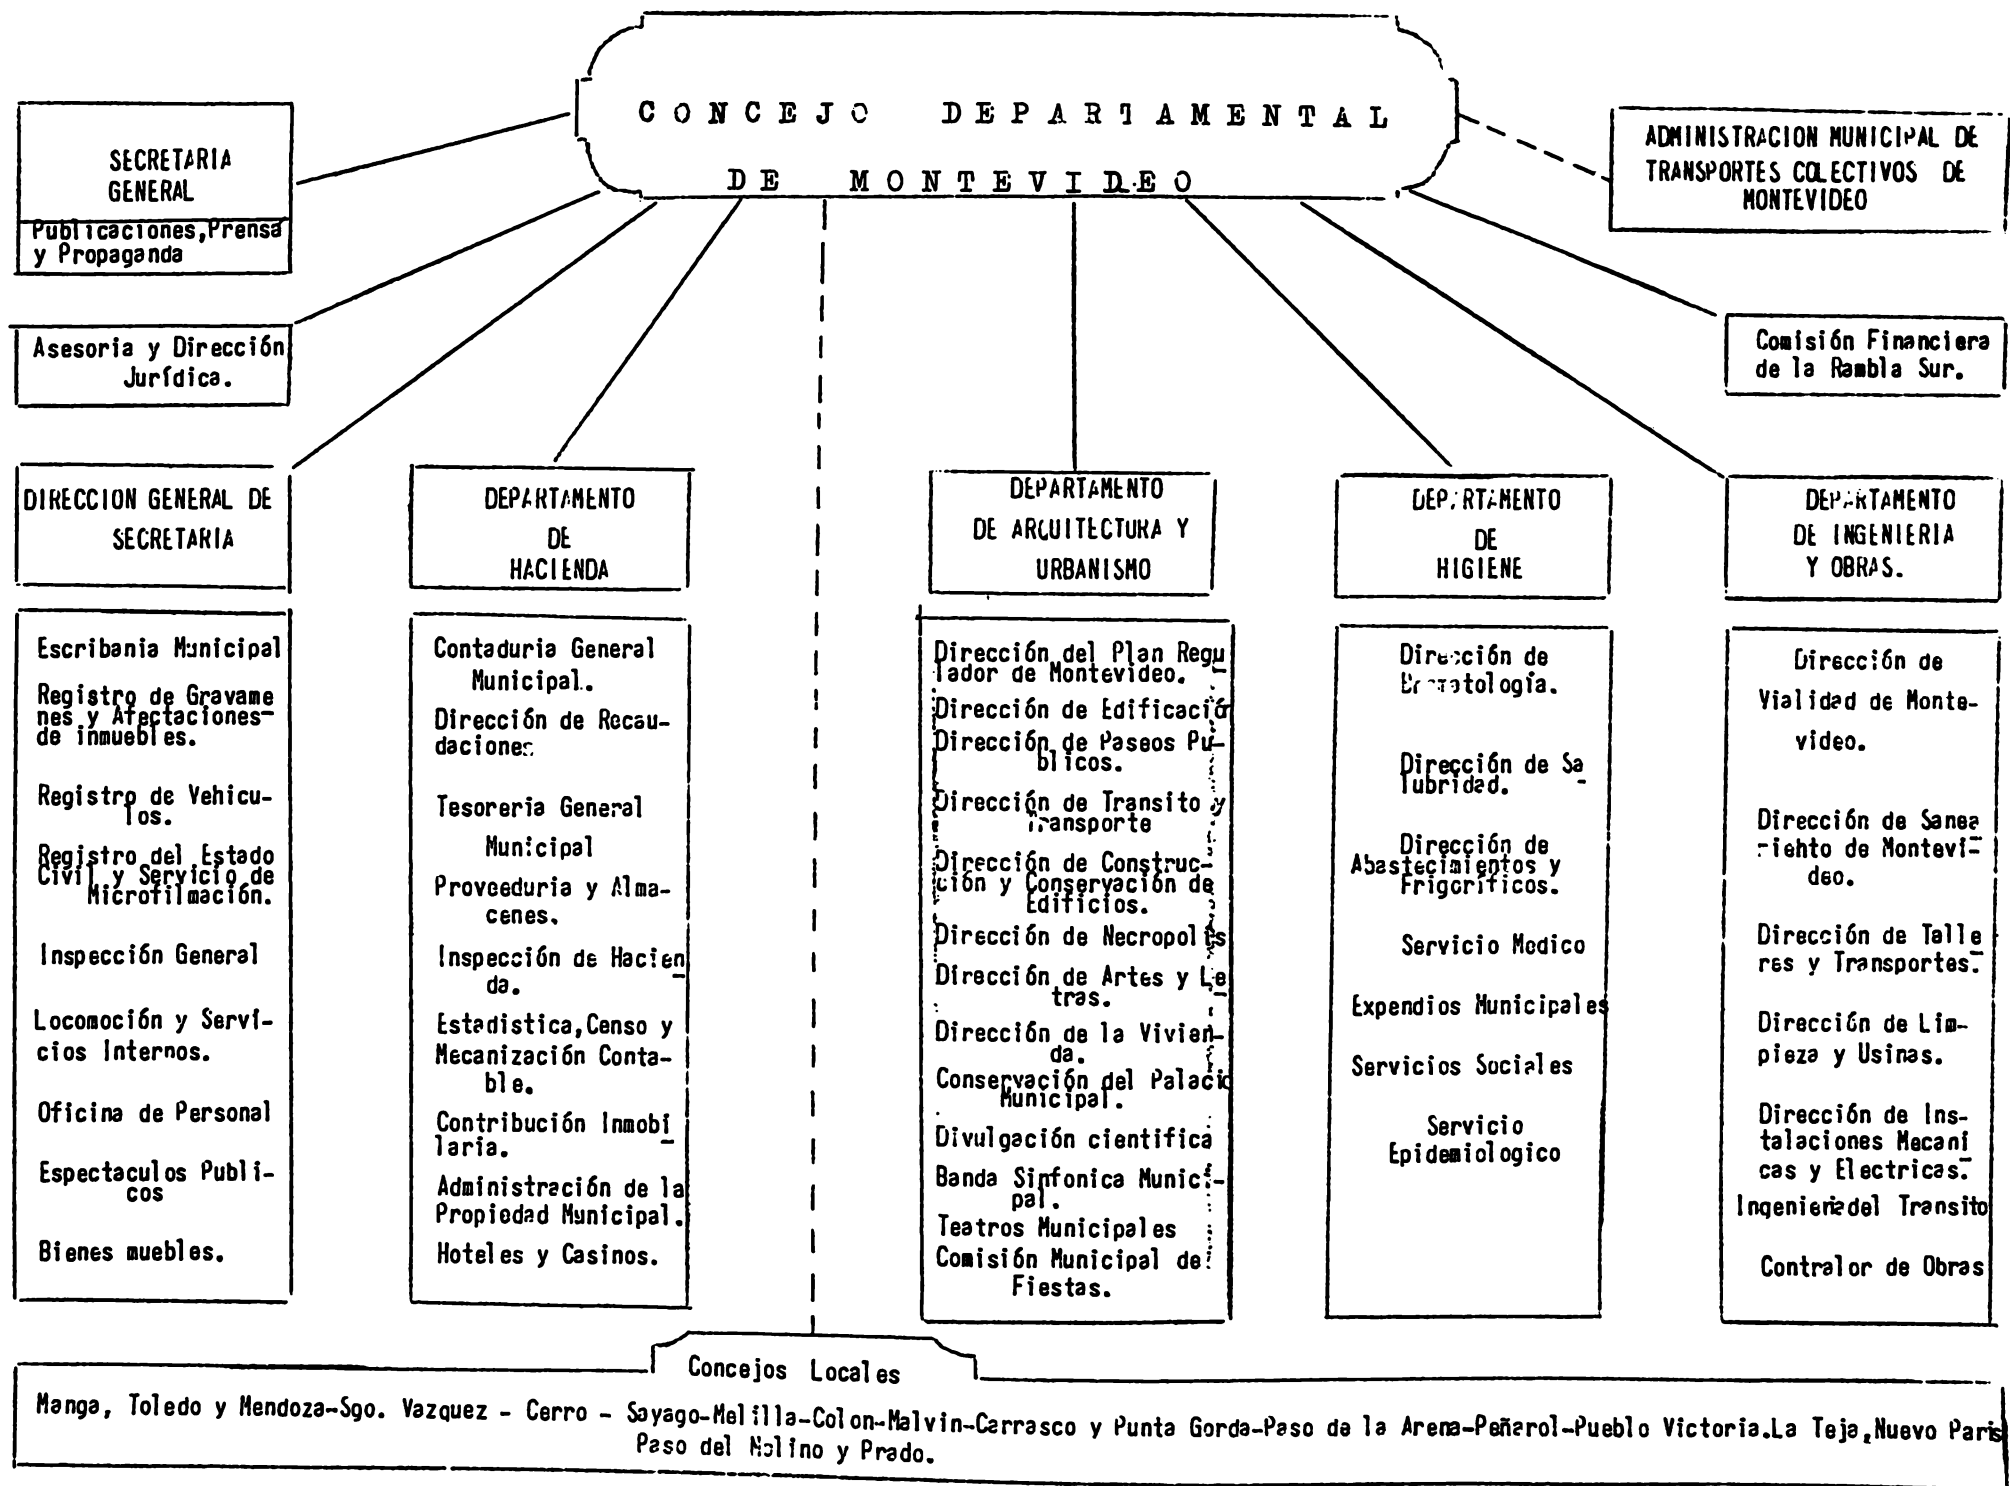 CONCEJO DEPARTAMENTAL
DE MONTEVIDEO
SECRETARIA
GENERAL
Publicaciones,Prensa
y Propaganda
ADMINISTRACION MUNICIPAL DE
TRANSPORTES COLECTIVOS DE
MONTEVIDEO
Asesoria y Dirección
Jurídica.
Comisión Financiera
de la Rambla Sur.
DIRECCION GENERAL DE
SECRETARIA
DEPARTAMENTO
DE
HACIENDA
DEPARTAMENTO
DE ARQUITECTURA Y
URBANISMO
DEPARTAMENTO
DE
HIGIENE
DEPARTAMENTO
DE INGENIERIA
Y OBRAS.
Escribania Municipal
Registro de Gravame
nes y Afectaciones-
de inmuebles.
Registro de Vehicu-
los.
Registro del Estado
Civil y Servicio de
Microfilmación.
Inspección General
Locomoción y Servi-
cios Internos.
Oficina de Personal
Espectaculos Publi-
cos
Bienes muebles.
Contaduria General
Municipal.
Dirección de Recau-
daciones
Tesoreria General
Municipal
Proveeduria y Alma-
cenes.
Inspección de Hacien
da.
Estadistica,Censo y
Mecanización Conta-
ble.
Contribución Inmobi
laria.
Administración de la
Propiedad Municipal.
Hoteles y Casinos.
Dirección del Plan Regu
lador de Montevideo.
Dirección de Edificació
Dirección de Paseos Pu-
blicos.
Dirección de Transito y
Transporte
Dirección de Construc-
ción y Conservación de
Edificios.
Dirección de Necropolis
Dirección de Artes y Le
tras.
Dirección de la Vivien-
da.
Conservación del Palacio
Municipal.
Divulgación cientifica
Banda Sinfonica Munici-
pal.
Teatros Municipales
Comisión Municipal de
Fiestas.
Dirección de
Dirección de Sa
lubridad.
Dirección de
Abastecimientos y
Frigoríficos.
Servicio Medico
Expendios Municipales
Servicios Sociales
Servicio
Epidemiologico
Dirección de
Vialidad de Monte-
video.
Dirección de Sanea
miento de Montevi-
deo.
Dirección de Talle
res y Transportes.
Dirección de Lim-
pieza y Usinas.
Dirección de Ins-
talaciones Mecani
cas y Electricas.
Ingenieria del Transito
Contralor de Obras
Concejos Locales
Manga, Toledo y Mendoza-Sgo. Vazquez - Cerro - Sayago-Melilla-Colon-Malvin-Carrasco y Punta Gorda-Paso de la Arena-Peñarol-Pueblo Victoria.La Teja,Nuevo Paris
Paso del Molino y Prado.